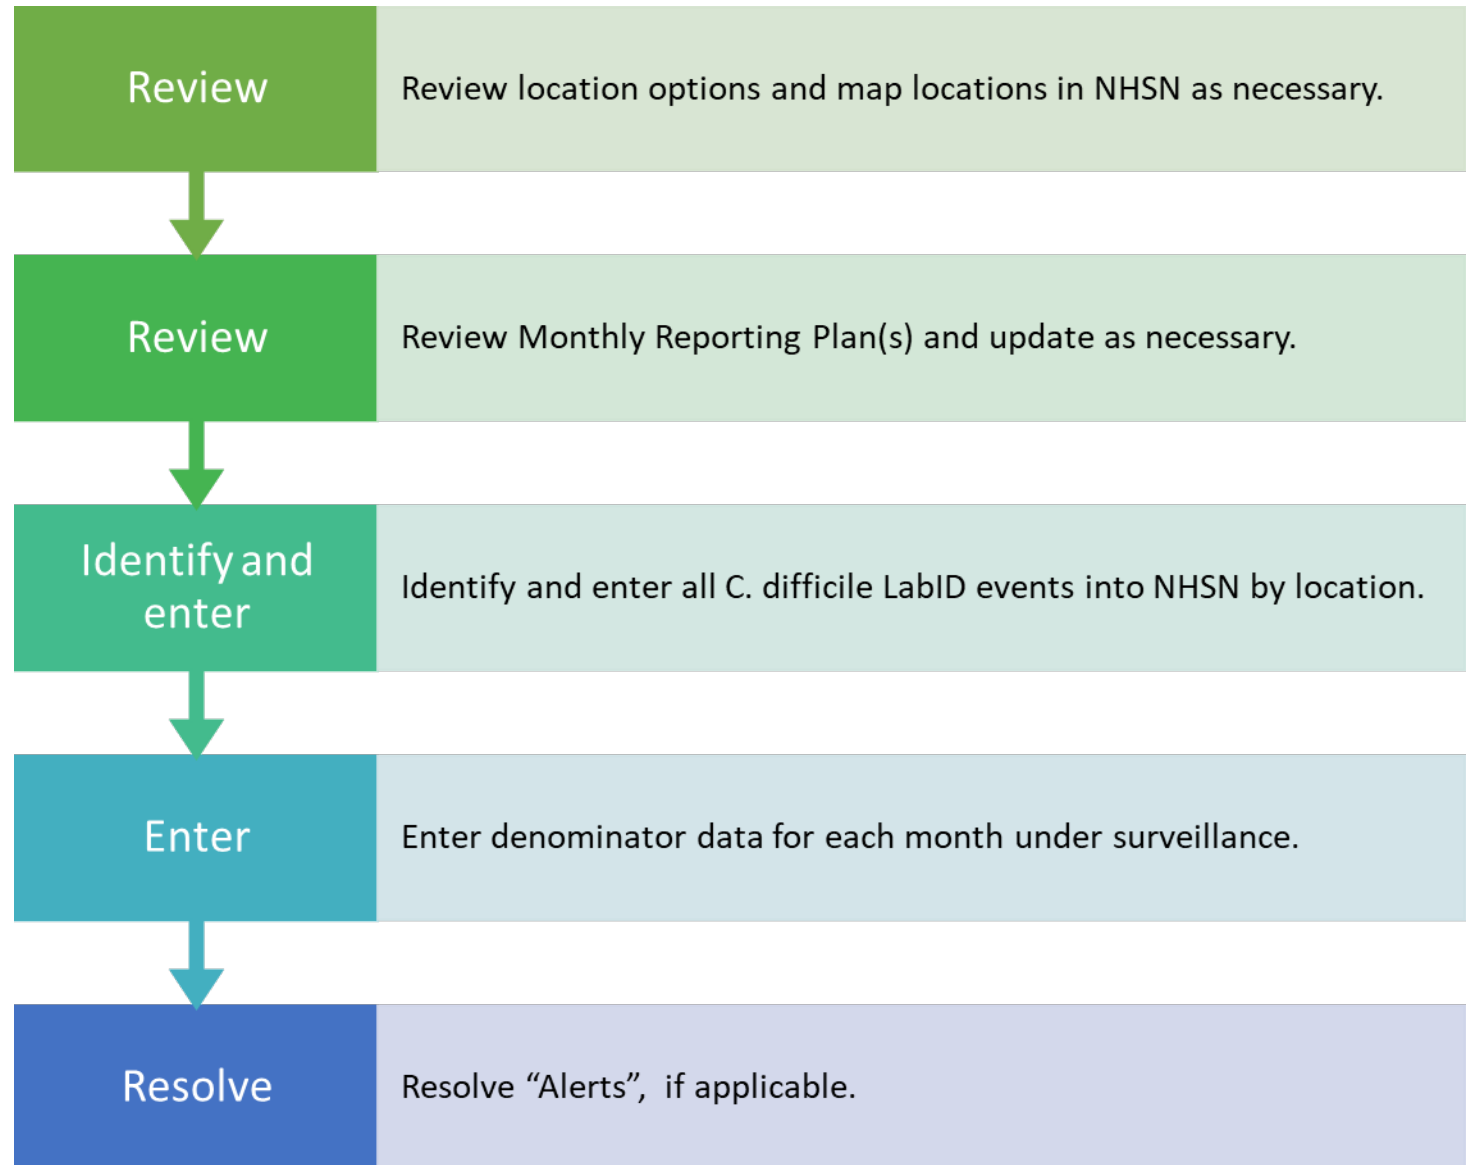 Review
Review location options and map locations in NHSN as necessary.
Review
Review Monthly Reporting Plan(s) and update as necessary.
Identify and
enter
Identify and enter all C. difficile LabID events into NHSN by location.
Enter
Enter denominator data for each month under surveillance.
Resolve
Resolve “Alerts”, if applicable.